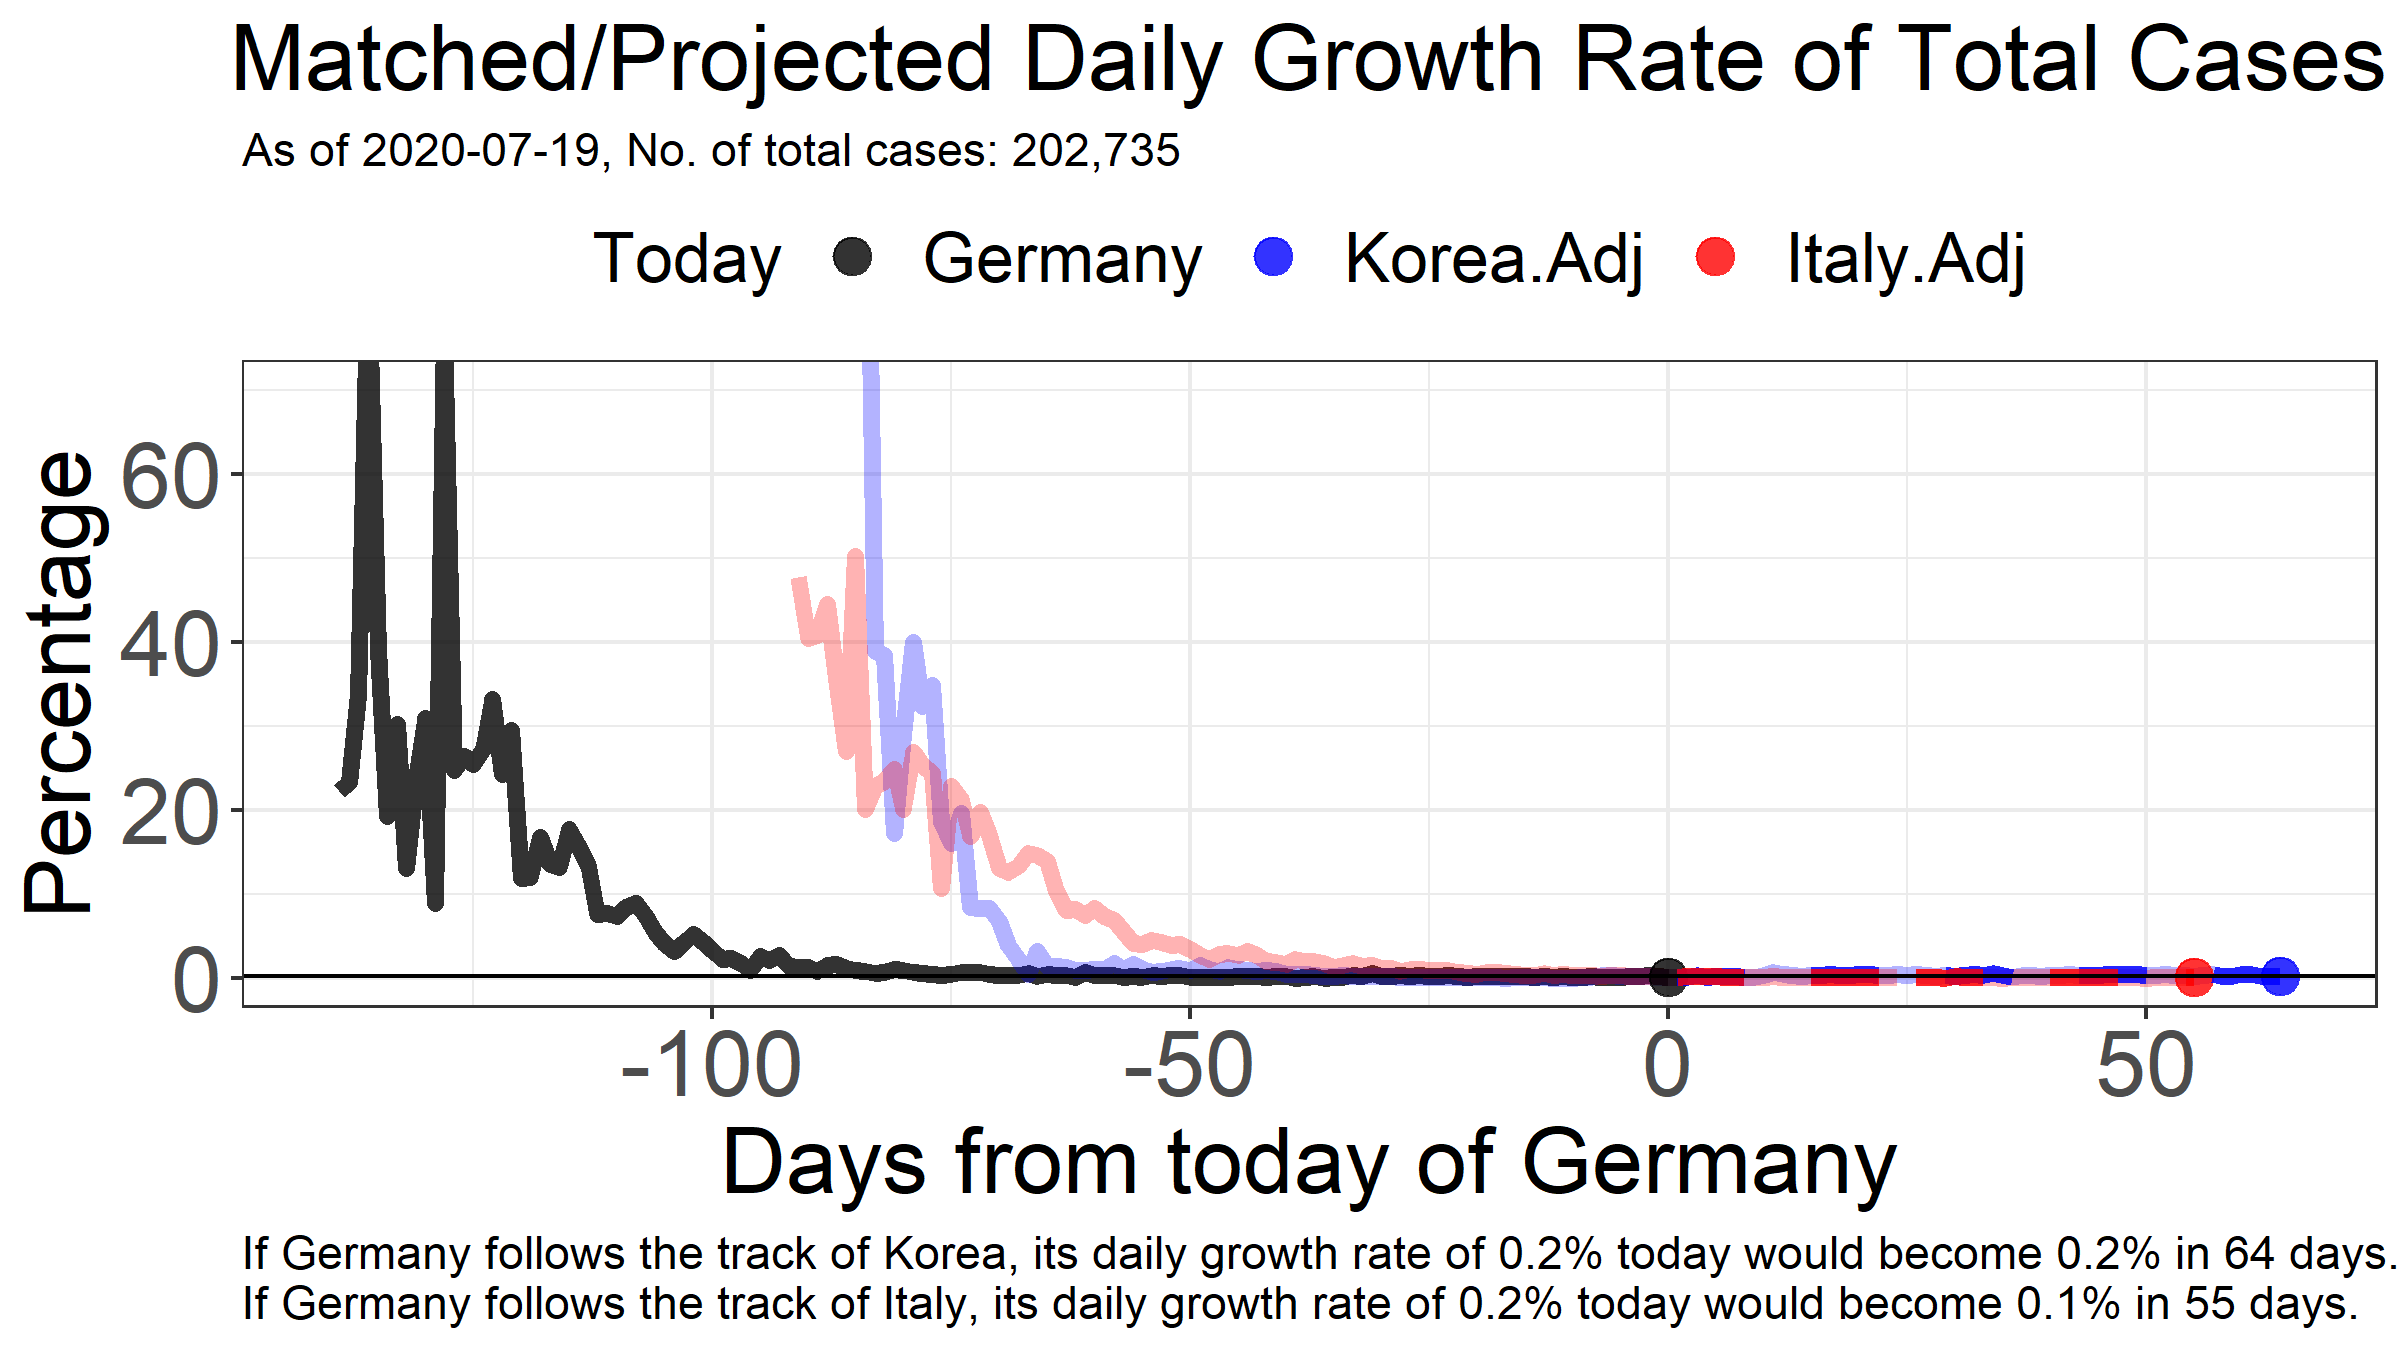 Matched/Projected Daily Growth Rate of Total Cases
As of 2020-07-19, No. of total cases: 202,735
Today Germany Korea.Adj Italy.Adj
Percentage
60
40
20
0
-100 -50 0 50
Days from today of Germany
If Germany follows the track of Korea, its daily growth rate of 0.2% today would become 0.2% in 64 days.
If Germany follows the track of Italy, its daily growth rate of 0.2% today would become 0.1% in 55 days.